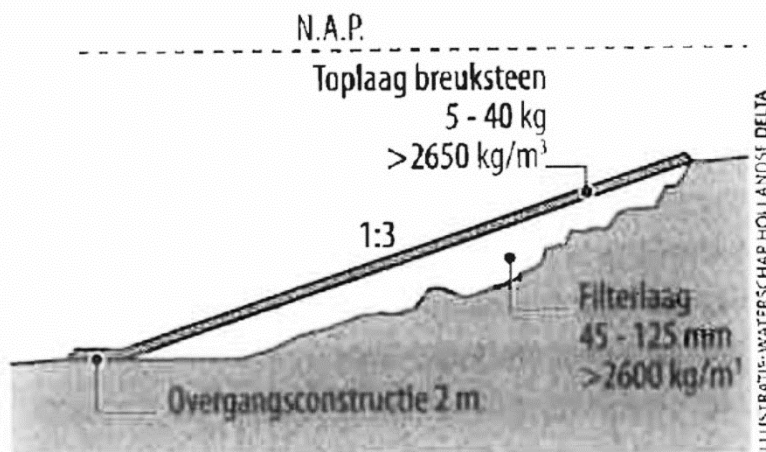 N.A.P.
Toplaag breuksteen
5 - 40 kg
>2650 kg/m³
1:3
Filterlaag
45 - 125 mm
>2600 kg/m³
Overgangsconstructie 2 m
ILLUSTRATIE: WATERSCHAP HOLLANDSE DELTA